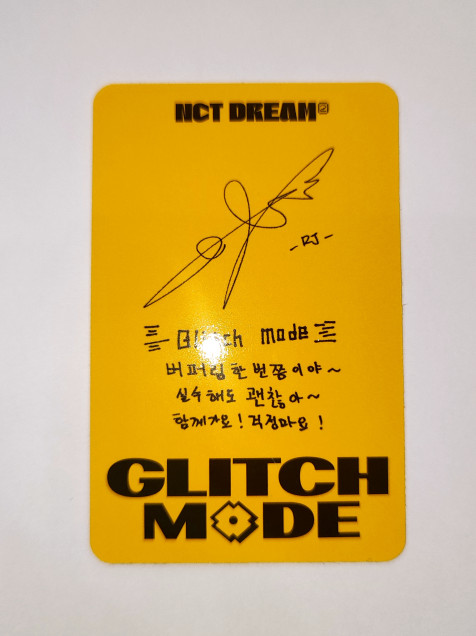 NCT DREAM
-RJ-
Glitch Mode
버퍼링 한 번쯤이야~
실수해도 괜찮아~
함께가요! 걱정마요!
GLITCH
MODE